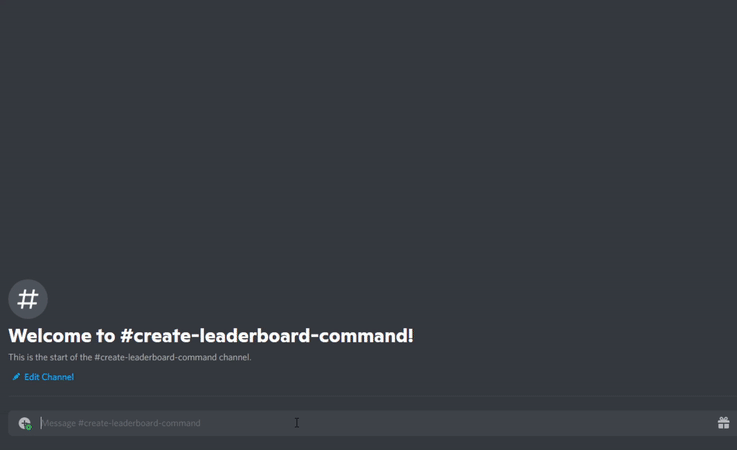 Welcome to #create-leaderboard-command!
This is the start of the #create-leaderboard-command channel.
Edit Channel
Message #create-leaderboard-command